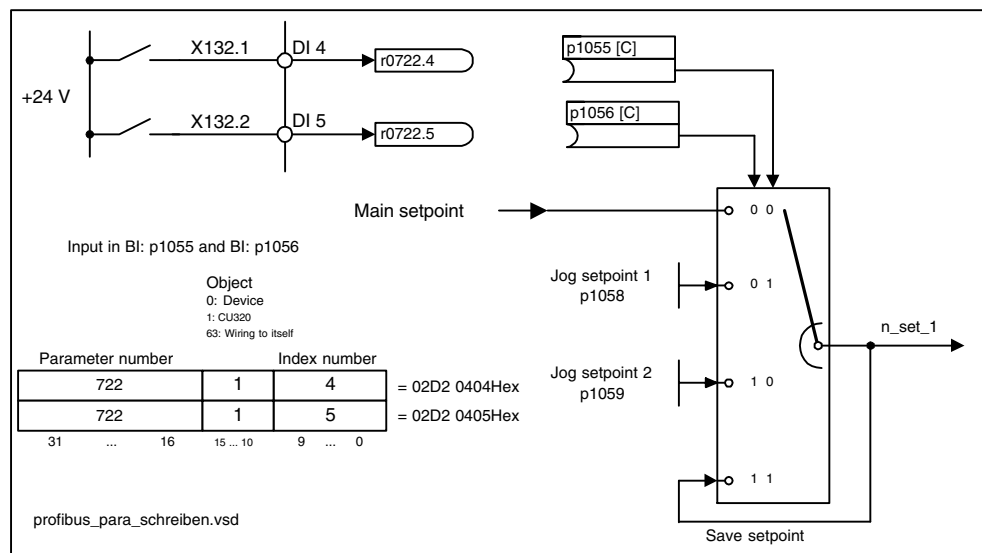 X132.1
DI 4
r0722.4
+24 V
X132.2
DI 5
r0722.5
p1055 [C]
p1056 [C]
Main setpoint
0 0
Input in BI: p1055 and BI: p1056
Object
0: Device
1: CU320
63: Wiring to itself
Jog setpoint 1
p1058
0 1
n_set_1
Parameter number
Index number
722 1 4 = 02D2 0404Hex
722 1 5 = 02D2 0405Hex
31 ... 16 15 ... 10 9 ... 0
Jog setpoint 2
p1059
1 0
1 1
profibus_para_schreiben.vsd
Save setpoint